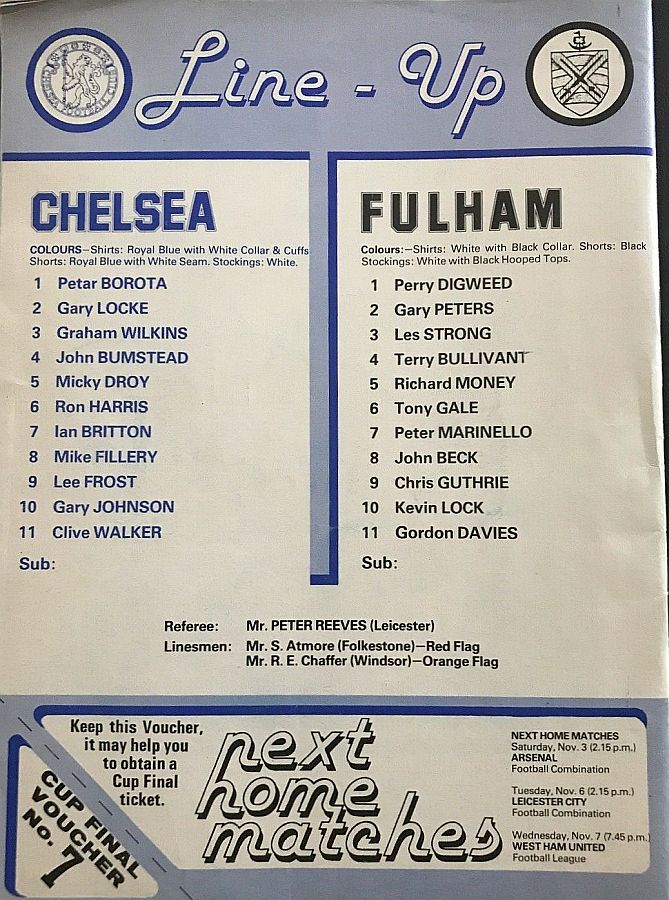 CHELSEA FOOTBALL CLUB
Line - Up
CHELSEA
COLOURS—Shirts: Royal Blue with White Collar & Cuffs
Shorts: Royal Blue with White Seam. Stockings: White.
1 Petar BOROTA
2 Gary LOCKE
3 Graham WILKINS
4 John BUMSTEAD
5 Micky DROY
6 Ron HARRIS
7 Ian BRITTON
8 Mike FILLERY
9 Lee FROST
10 Gary JOHNSON
11 Clive WALKER
Sub:
FULHAM
Colours:—Shirts: White with Black Collar. Shorts: Black
Stockings: White with Black Hooped Tops.
1 Perry DIGWEED
2 Gary PETERS
3 Les STRONG
4 Terry BULLIVANT
5 Richard MONEY
6 Tony GALE
7 Peter MARINELLO
8 John BECK
9 Chris GUTHRIE
10 Kevin LOCK
11 Gordon DAVIES
Sub:
Referee: Mr. PETER REEVES (Leicester)
Linesmen: Mr. S. Atmore (Folkestone)—Red Flag
Mr. R. E. Chaffer (Windsor)—Orange Flag
Keep this Voucher,
it may help you
to obtain a
Cup Final
ticket.
CUP FINAL
VOUCHER
No. 7
next
home
matches
NEXT HOME MATCHES
Saturday, Nov. 3 (2.15 p.m.)
ARSENAL
Football Combination
Tuesday, Nov. 6 (2.15 p.m.)
LEICESTER CITY
Football Combination
Wednesday, Nov. 7 (7.45 p.m.)
WEST HAM UNITED
Football League